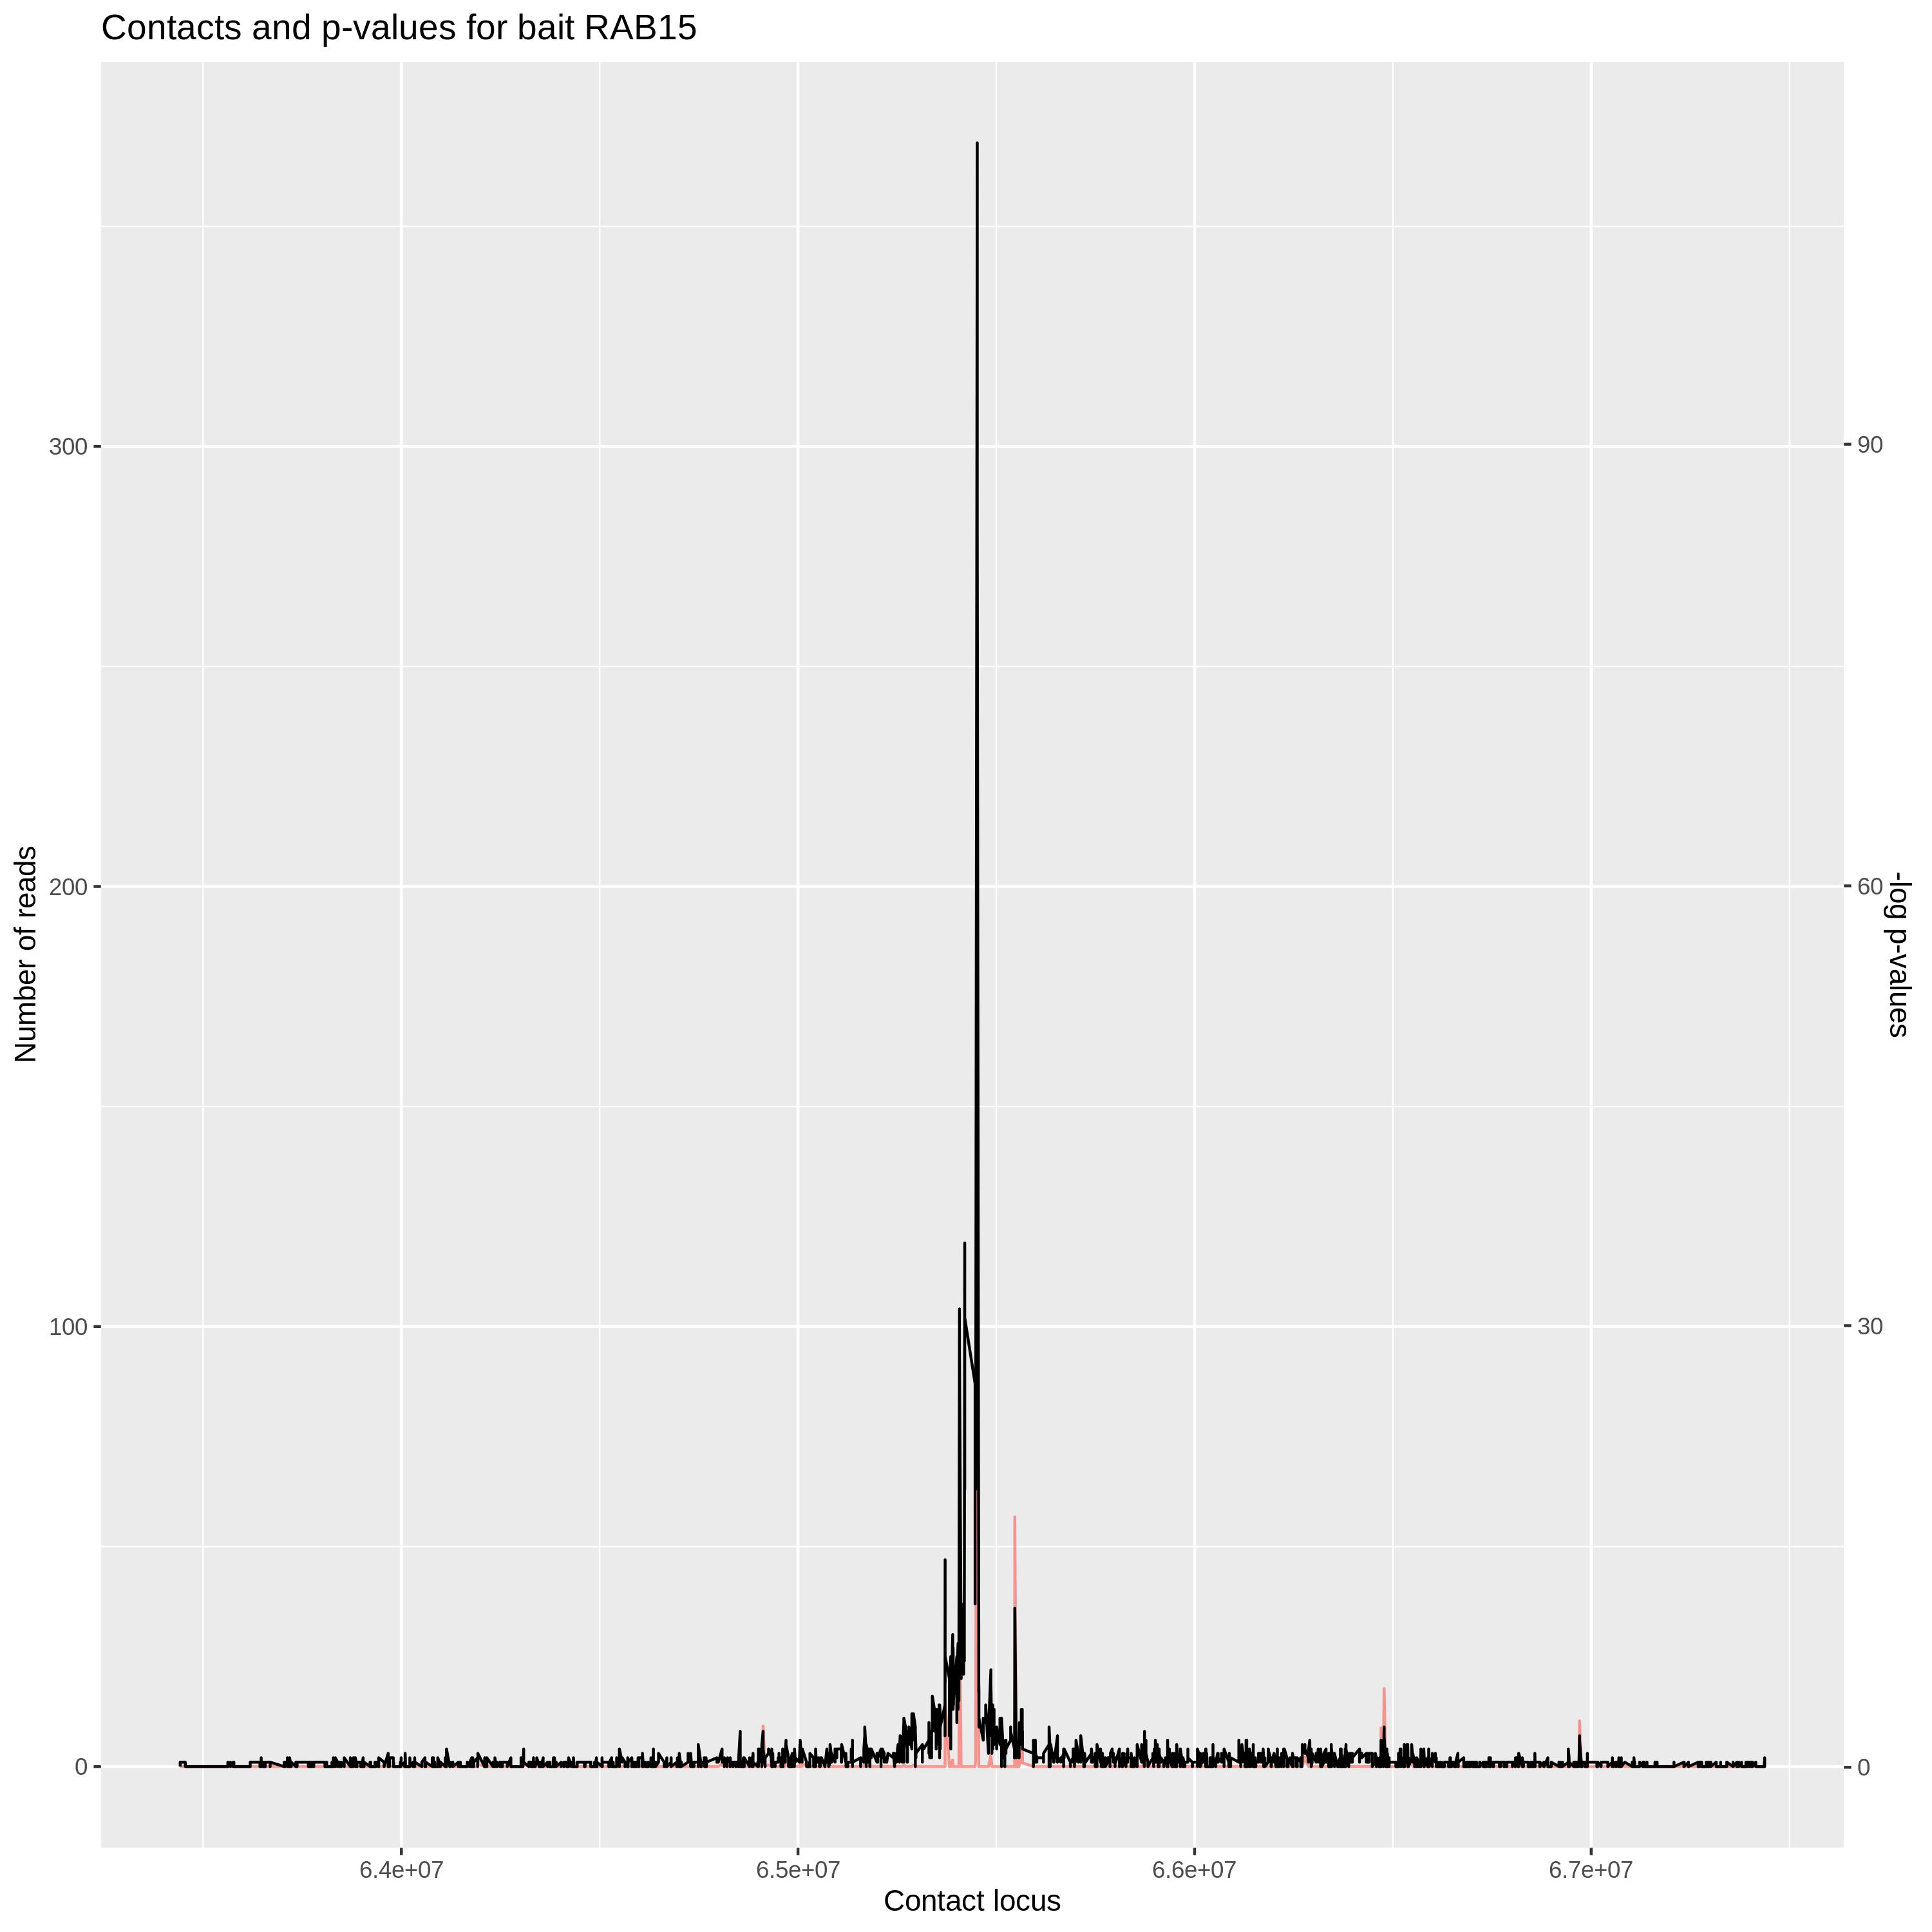 Contacts and p-values for bait RAB15
300
200
100
0
90
60
30
0
Number of reads
-log p-values
6.4e+07
6.5e+07
6.6e+07
6.7e+07
Contact locus